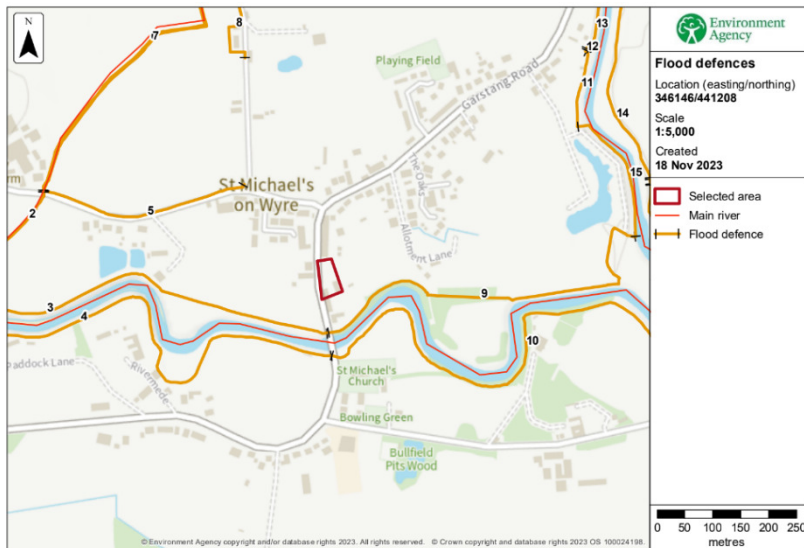 N
7
8
Playing Field
Garstang Road
13
12
11
14
15
St Michael's
on Wyre
The Oaks
Allotment Lane
2
5
3
4
9
10
Rivermede
addock Lane
St Michael's
Church
Bowling Green
Bullfield
Pits Wood
rm
© Environment Agency copyright and/or database rights 2023. All rights reserved. © Crown copyright and database rights 2023 OS 100024198.
Environment
Agency
Flood defences
Location (easting/northing)
346146/441208
Scale
1:5,000
Created
18 Nov 2023
Selected area
Main river
Flood defence
0 50 100 150 200 250
metres